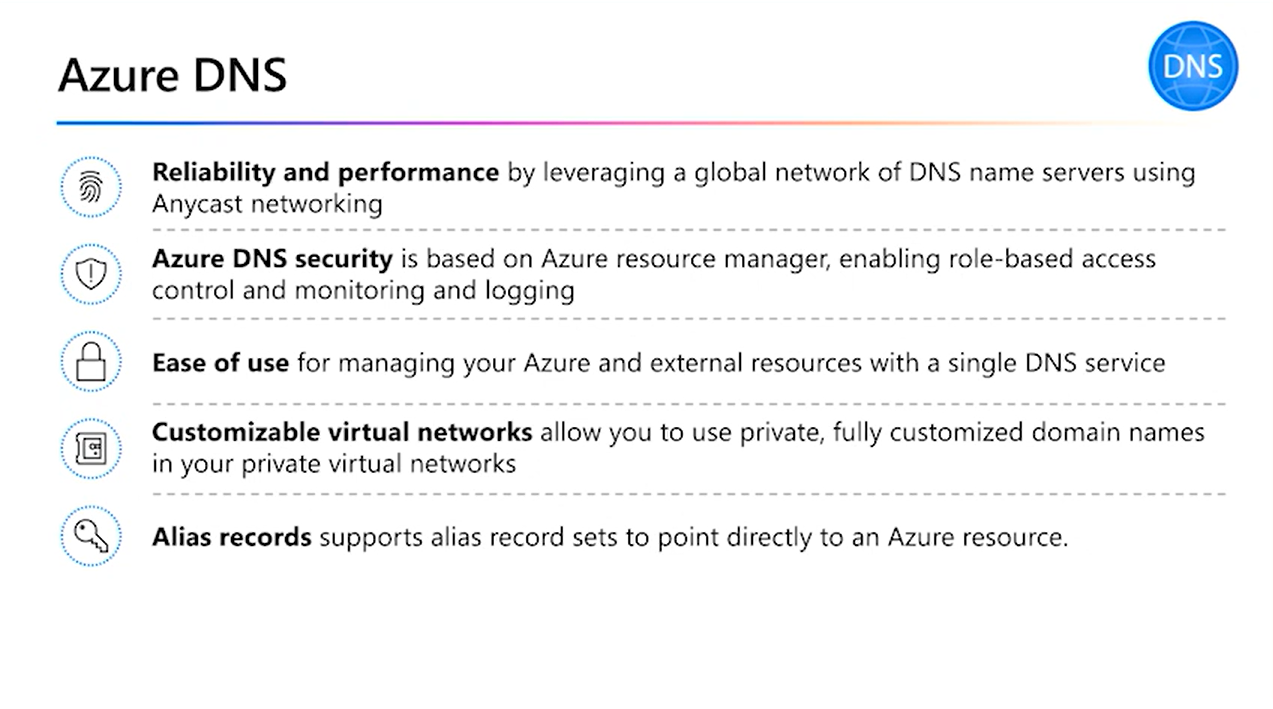 Azure DNS
DNS
Reliability and performance by leveraging a global network of DNS name servers using
Anycast networking
Azure DNS security is based on Azure resource manager, enabling role-based access
control and monitoring and logging
Ease of use for managing your Azure and external resources with a single DNS service
Customizable virtual networks allow you to use private, fully customized domain names
in your private virtual networks
Alias records supports alias record sets to point directly to an Azure resource.